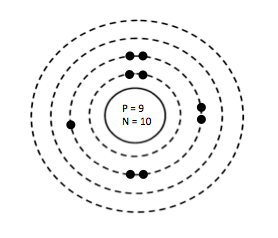 P = 9
N = 10